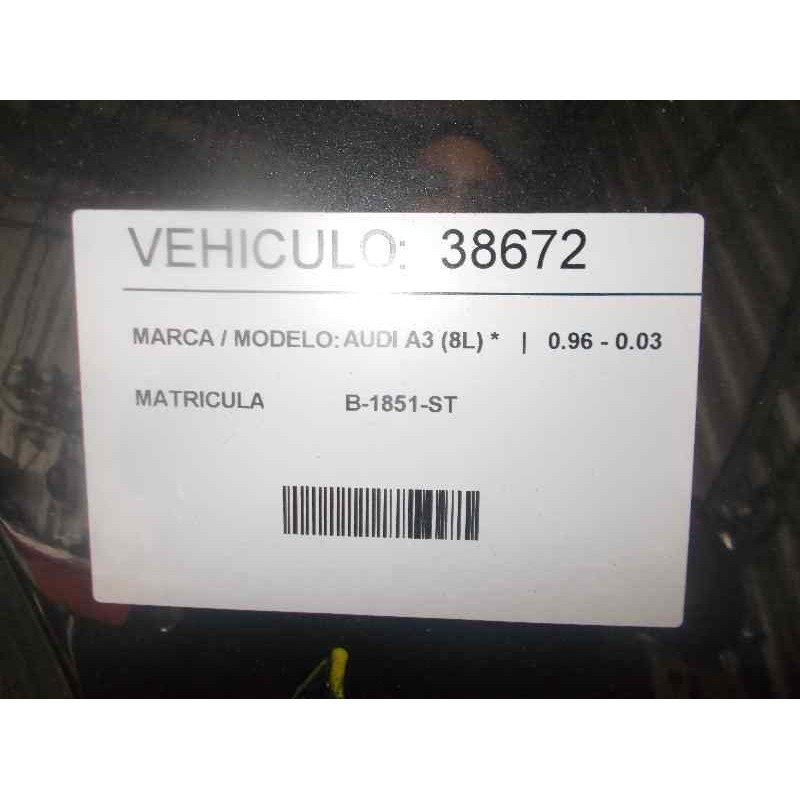 VEHICULO: 38672
MARCA / MODELO: AUDI A3 (8L) * | 0.96 - 0.03
MATRICULA B-1851-ST